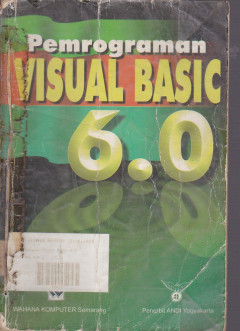 Pemrograman
VISUAL BASIC
6.0
WAHANA KOMPUTER Semarang
Penerbit ANDI Yogyakarta